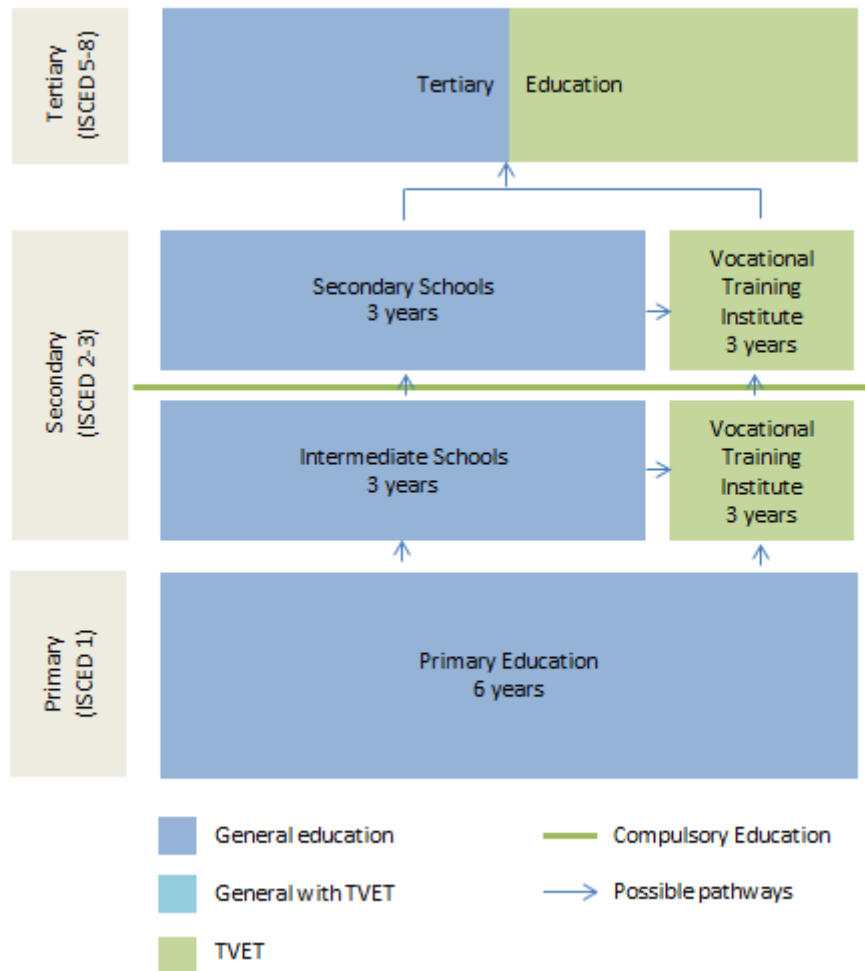 Tertiary
(ISCED 5-8)
Tertiary Education
Secondary
(ISCED 2-3)
Secondary Schools
3 years
Vocational
Training
Institute
3 years
Intermediate Schools
3 years
Vocational
Training
Institute
3 years
Primary
(ISCED 1)
Primary Education
6 years
General education
Compulsory Education
General with TVET
Possible pathways
TVET